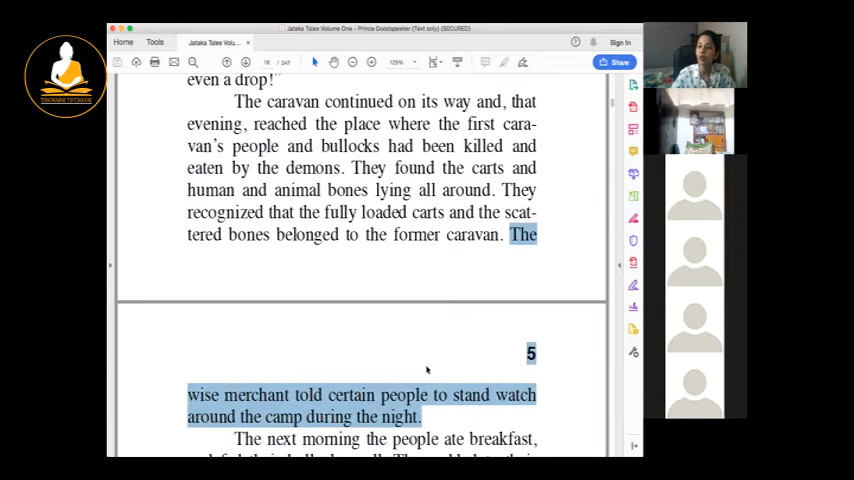 Jataka Tales Volume One - Prince Goodspeaker (Text only) (SECURED)
Home Tools Jataka Tales Volu... × Sign In
18 / 247 125% Share
even a drop!"
The caravan continued on its way and, that
evening, reached the place where the first cara-
van's people and bullocks had been killed and
eaten by the demons. They found the carts and
human and animal bones lying all around. They
recognized that the fully loaded carts and the scat-
tered bones belonged to the former caravan. The
5
wise merchant told certain people to stand watch
around the camp during the night.
The next morning the people ate breakfast,